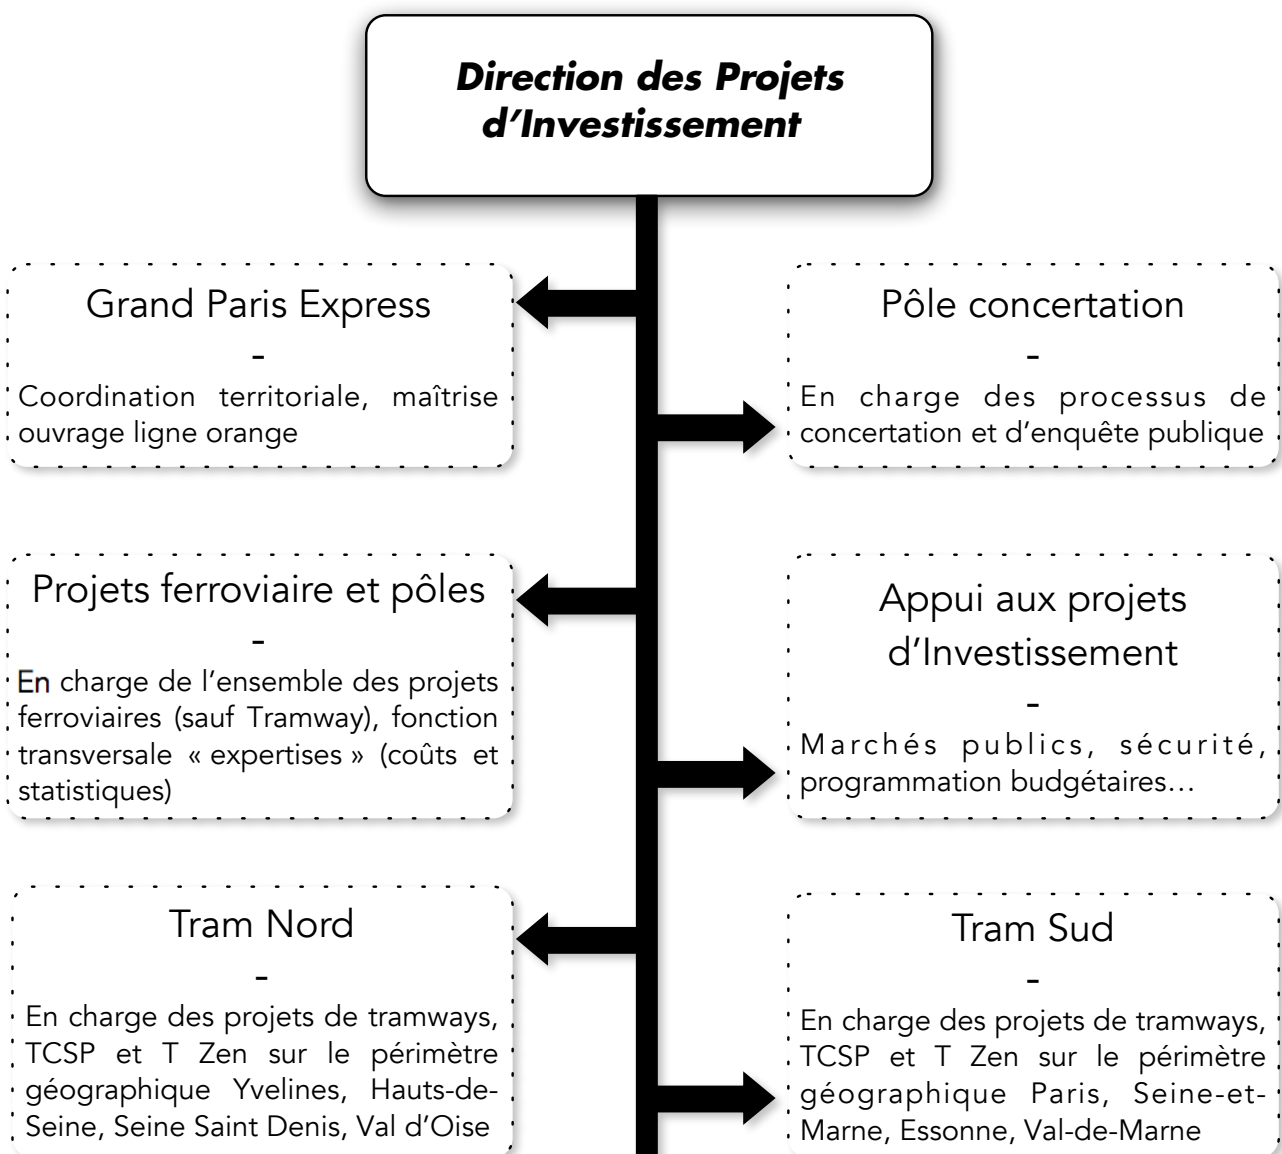 Direction des Projets
d’Investissement
Grand Paris Express
-
Coordination territoriale, maîtrise
ouvrage ligne orange
Pôle concertation
-
En charge des processus de
concertation et d’enquête publique
Projets ferroviaire et pôles
-
En charge de l’ensemble des projets
ferroviaires (sauf Tramway), fonction
transversale « expertises » (coûts et
statistiques)
Appui aux projets
d’Investissement
-
Marchés publics, sécurité,
programmation budgétaires…
Tram Nord
-
En charge des projets de tramways,
TCSP et T Zen sur le périmètre
géographique Yvelines, Hauts-de-
Seine, Seine Saint Denis, Val d’Oise
Tram Sud
-
En charge des projets de tramways,
TCSP et T Zen sur le périmètre
géographique Paris, Seine-et-
Marne, Essonne, Val-de-Marne